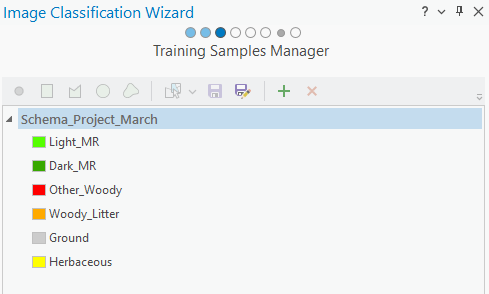 Image Classification Wizard
Training Samples Manager
Schema_Project_March
Light_MR
Dark_MR
Other_Woody
Woody_Litter
Ground
Herbaceous